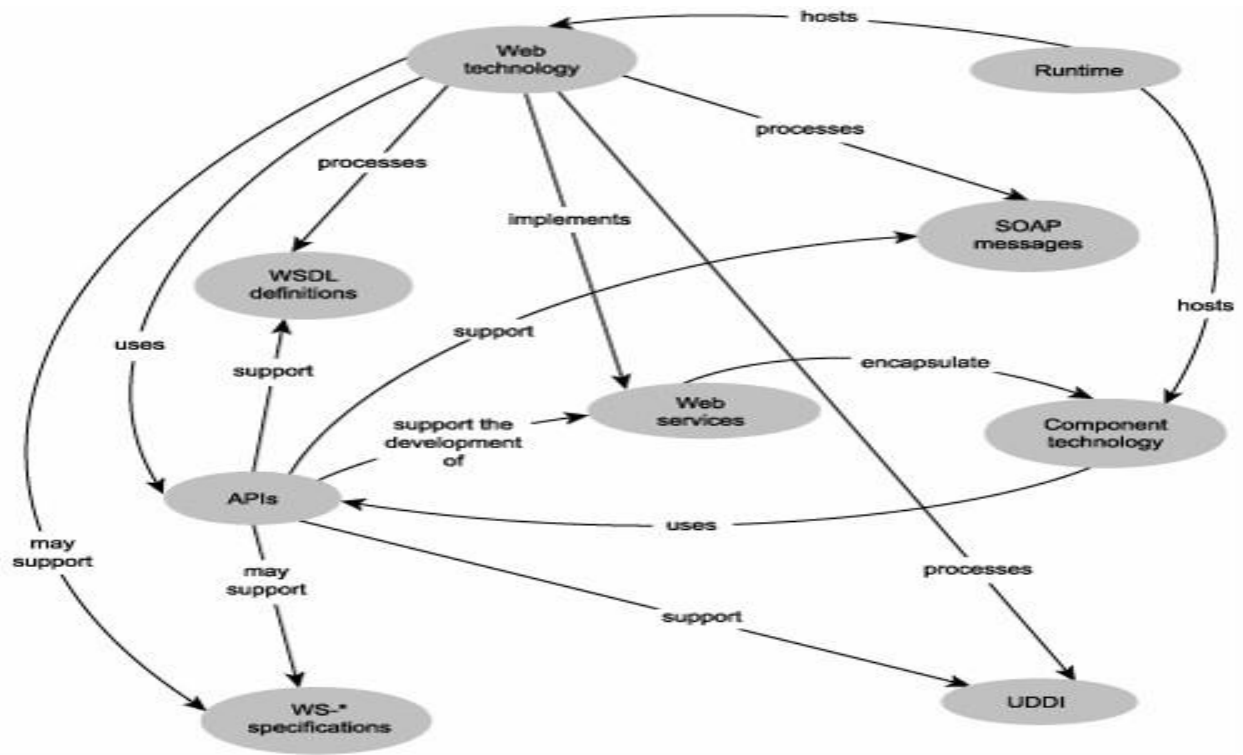 hosts
Web
technology
Runtime
processes
processes
implements
SOAP
messages
WSDL
definitions
hosts
uses
support
support
encapsulate
Web
services
support the
development
of
Component
technology
APIs
uses
may
support
may
support
processes
support
WS-*
specifications
UDDI